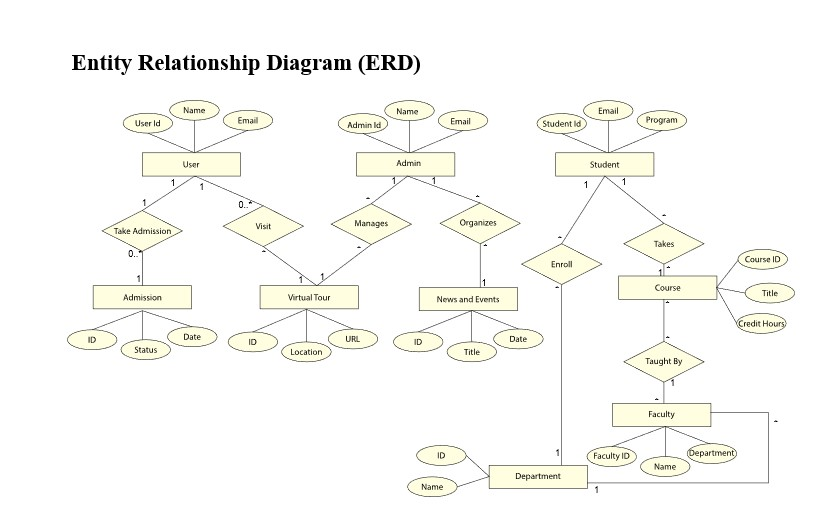 Entity Relationship Diagram (ERD)
Name
Name
Email
User Id
Email
Admin Id
Email
Student Id
Program
User
Admin
Student
1
1
1
1
1
1
*
*
*
1
0..*
Take Admission
Visit
Manages
Organizes
Takes
0..*
*
*
*
*
*
Enroll
1
*
Course ID
1
1
1
1
*
Course
Title
Admission
Virtual Tour
News and Events
*
Credit Hours
ID
Status
Date
ID
Location
URL
ID
Title
Date
*
Taught By
1
*
Faculty
*
Faculty ID
Name
Department
1
ID
Department
Name
1